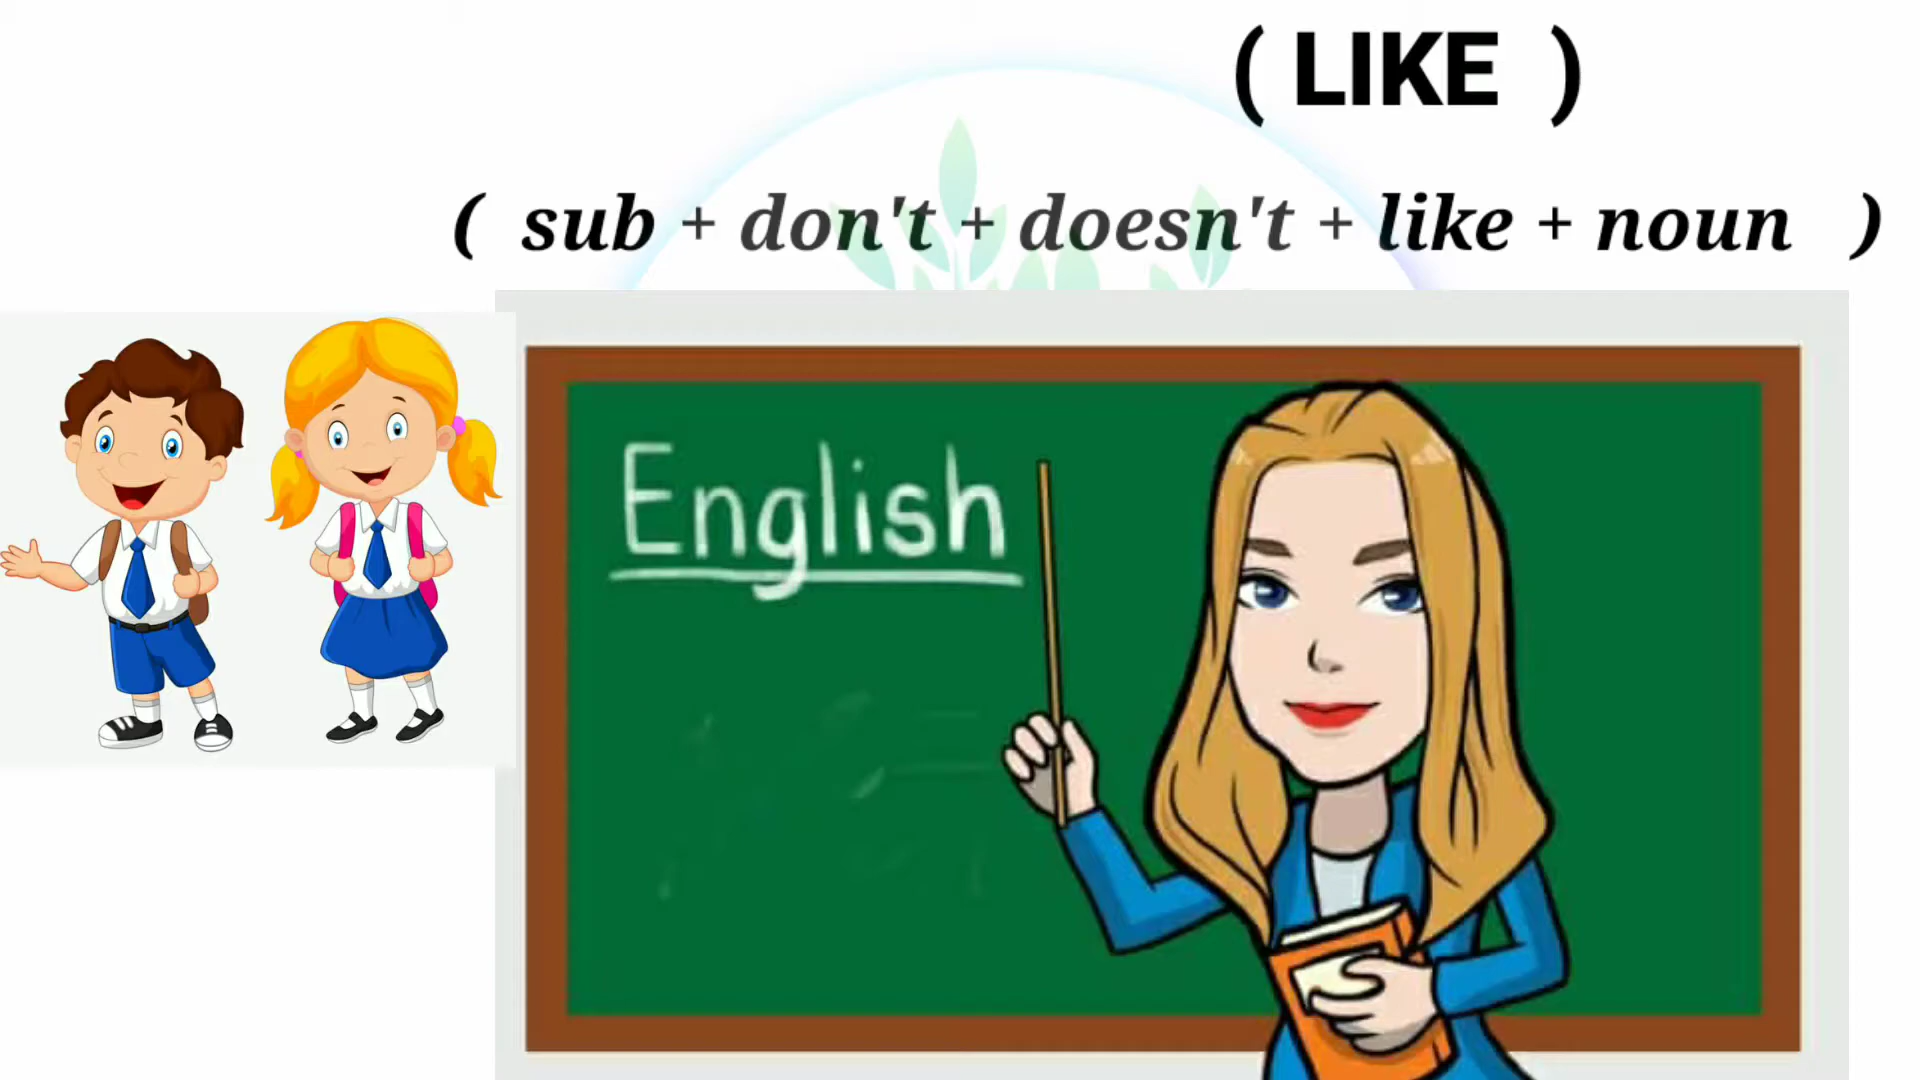 ( LIKE )
( sub + don't + doesn't + like + noun )
English